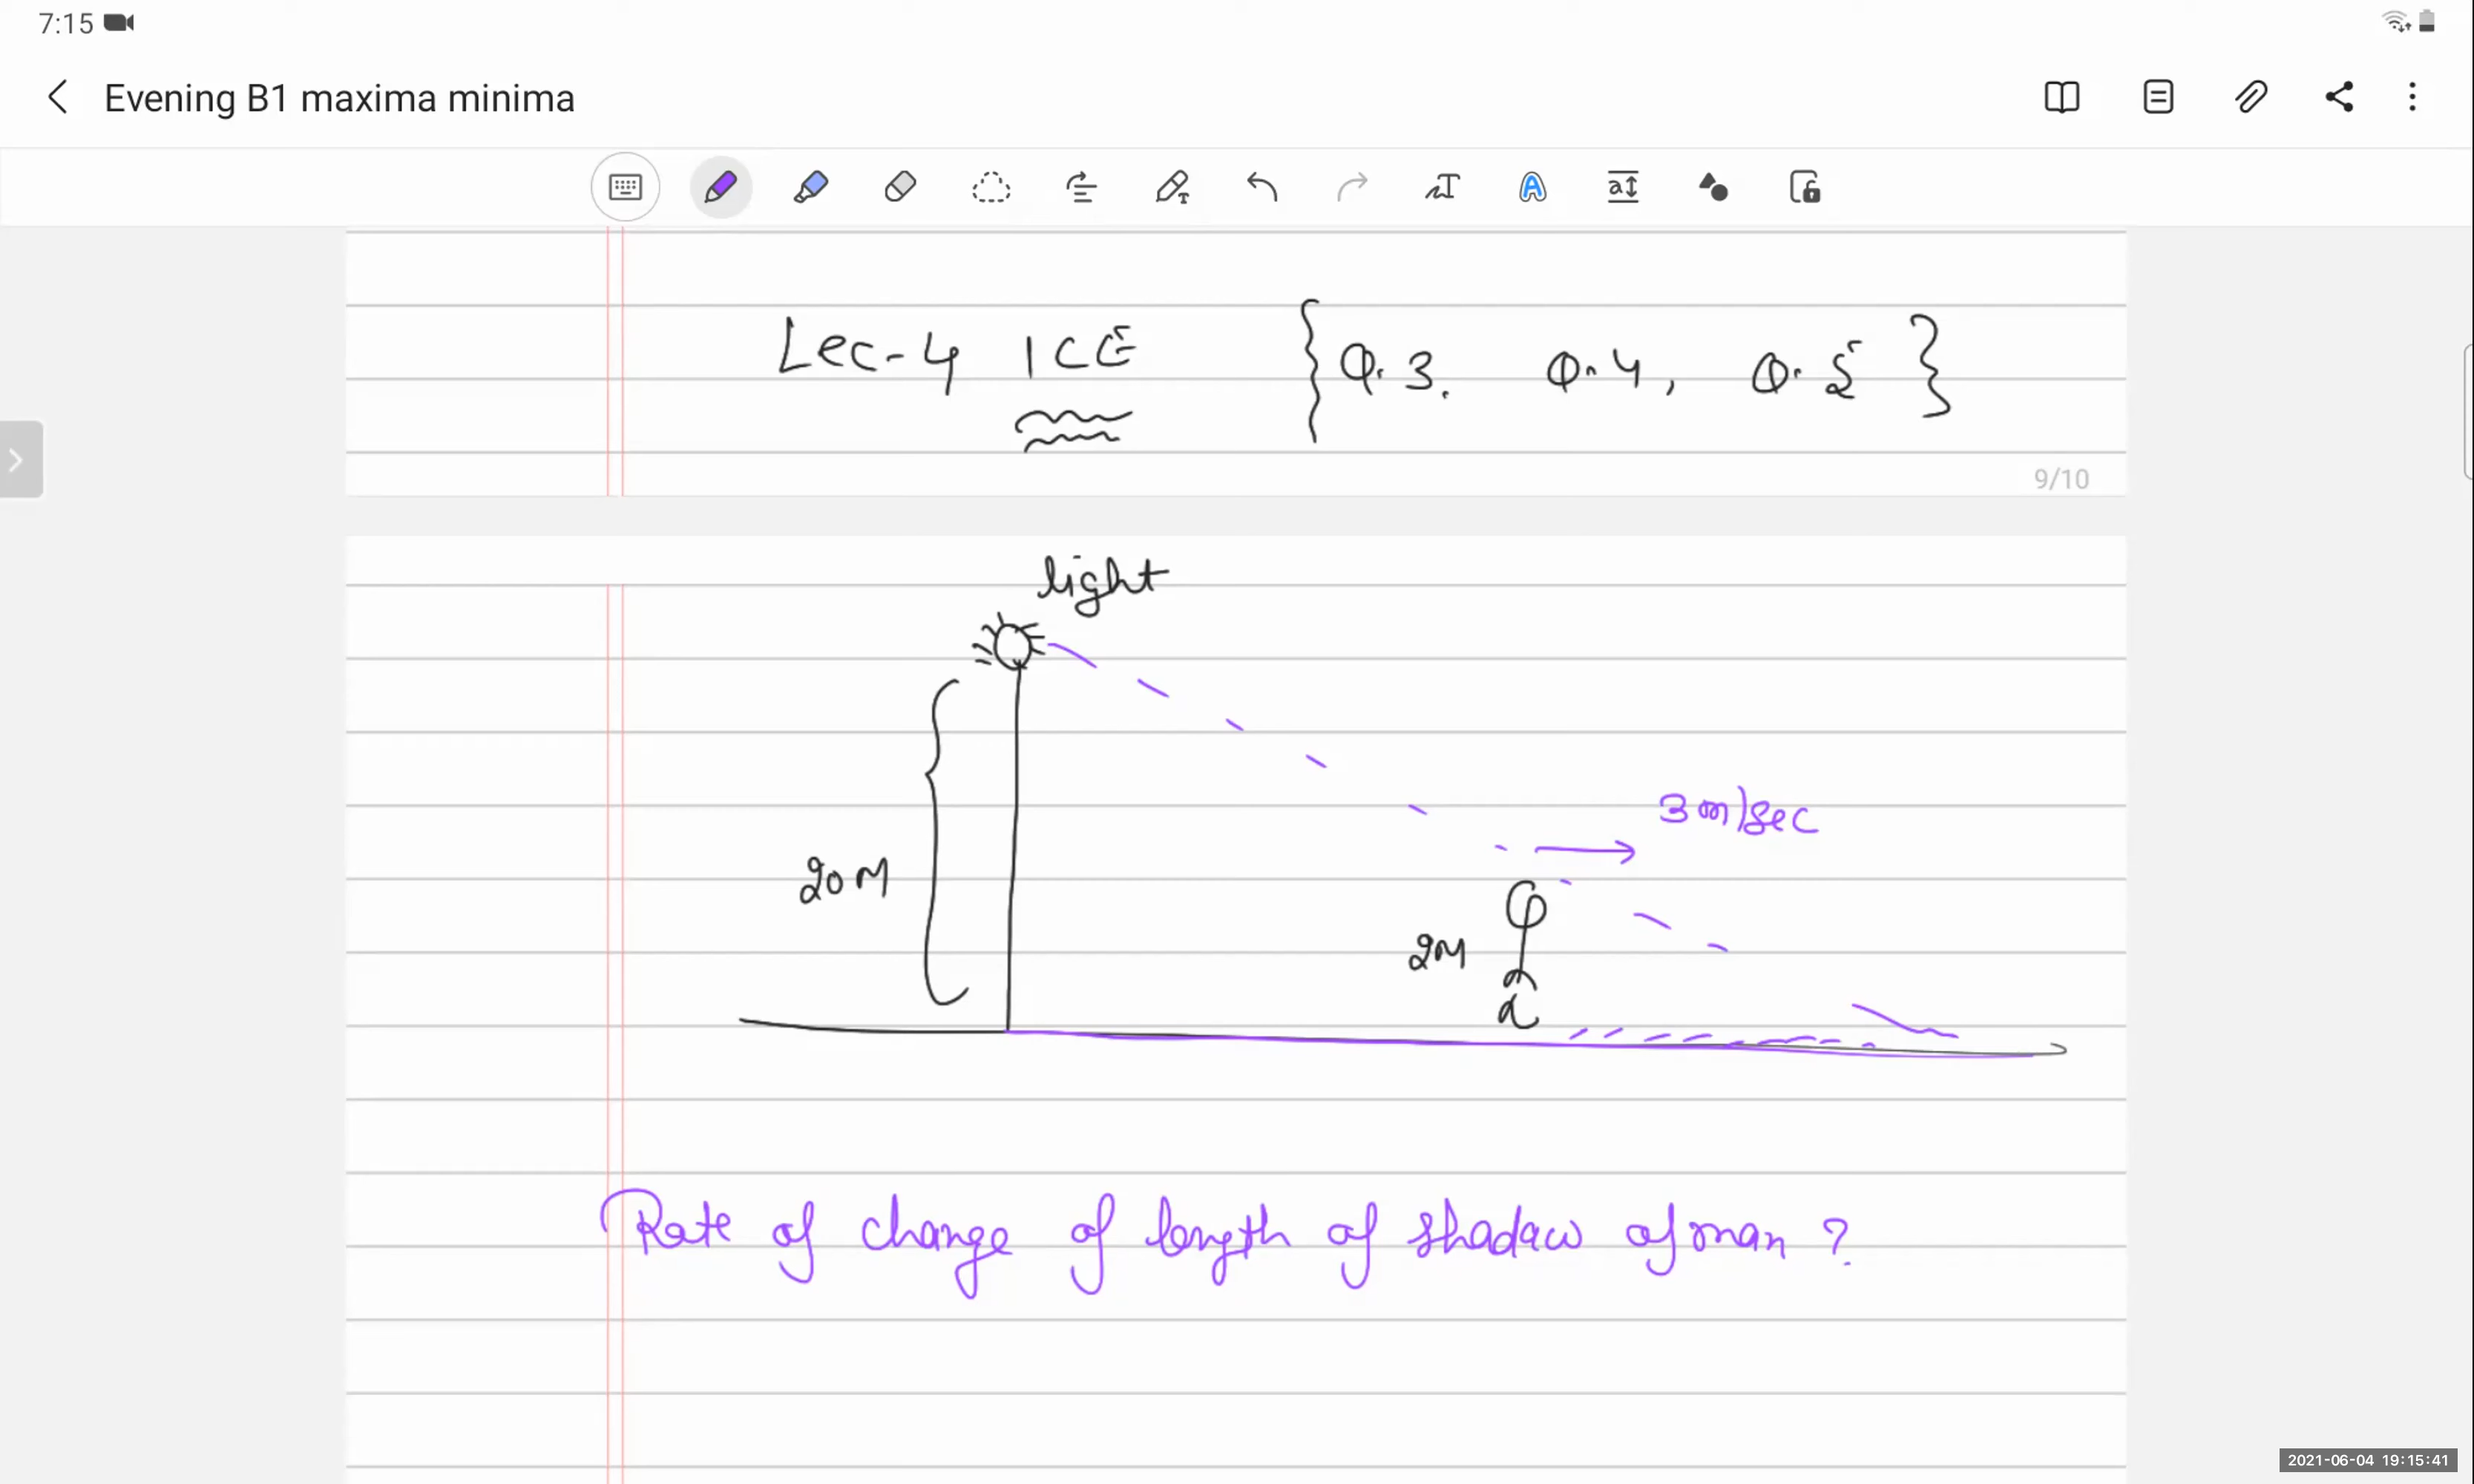 7:15
Evening B1 maxima minima
Lec-4 ICE { Q.3. Q.4, Q.5 }
9/10
light
3m/sec
20M
2M
Rate of change of length of shadaw of man ?
2021-06-04 19:15:41